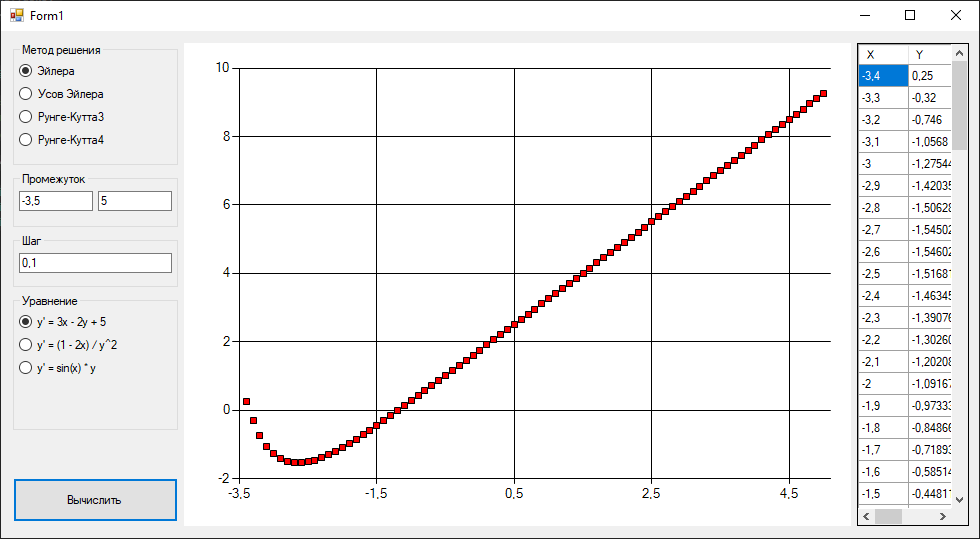 Form1
Метод решения
Эйлера
Усов Эйлера
Рунге-Кутта3
Рунге-Кутта4
Промежуток
-3,5 5
Шаг
0,1
Уравнение
y' = 3x - 2y + 5
y' = (1 - 2x) / y^2
y' = sin(x) * y
Вычислить
10
8
6
4
2
0
-2
-3,5 -1,5 0,5 2,5 4,5
X Y
-3,4 0,25
-3,3 -0,32
-3,2 -0,746
-3,1 -1,0568
-3 -1,27544
-2,9 -1,42035
-2,8 -1,50628
-2,7 -1,54502
-2,6 -1,54602
-2,5 -1,51681
-2,4 -1,46345
-2,3 -1,39076
-2,2 -1,30260
-2,1 -1,20208
-2 -1,09167
-1,9 -0,97333
-1,8 -0,84866
-1,7 -0,71893
-1,6 -0,58514
-1,5 -0,44811